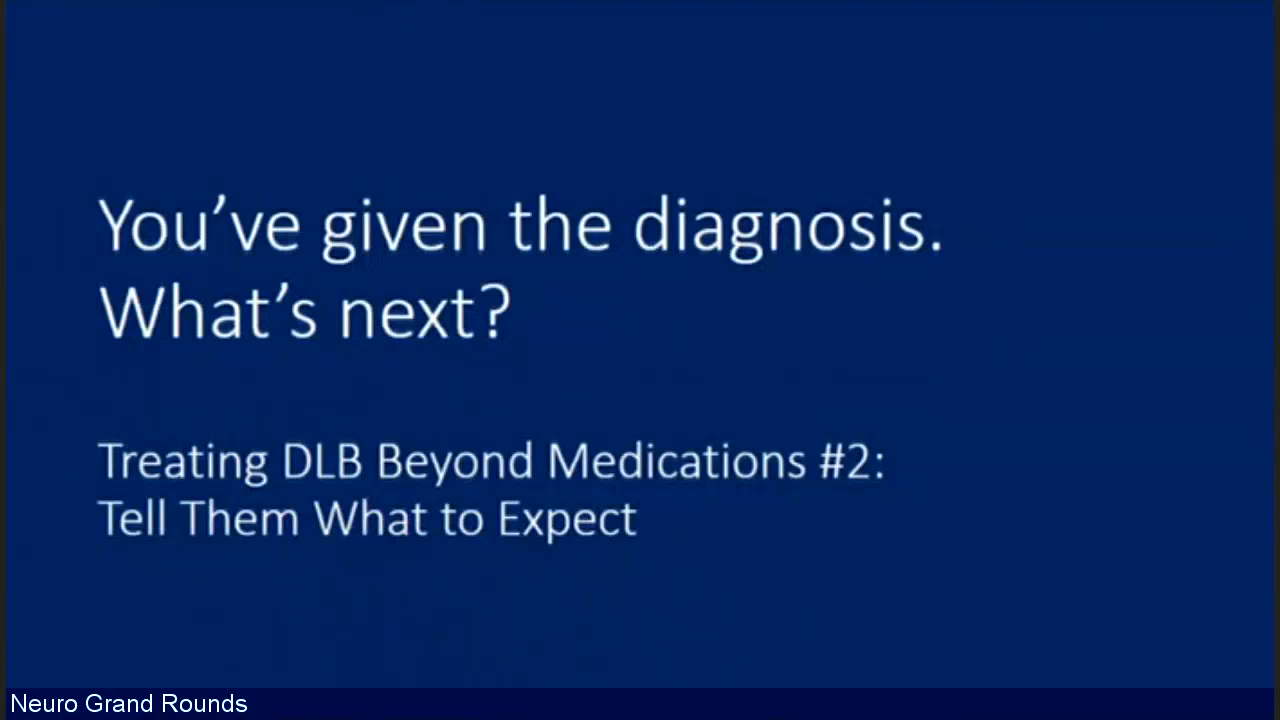 You’ve given the diagnosis.
What’s next?
Treating DLB Beyond Medications #2:
Tell Them What to Expect
Neuro Grand Rounds